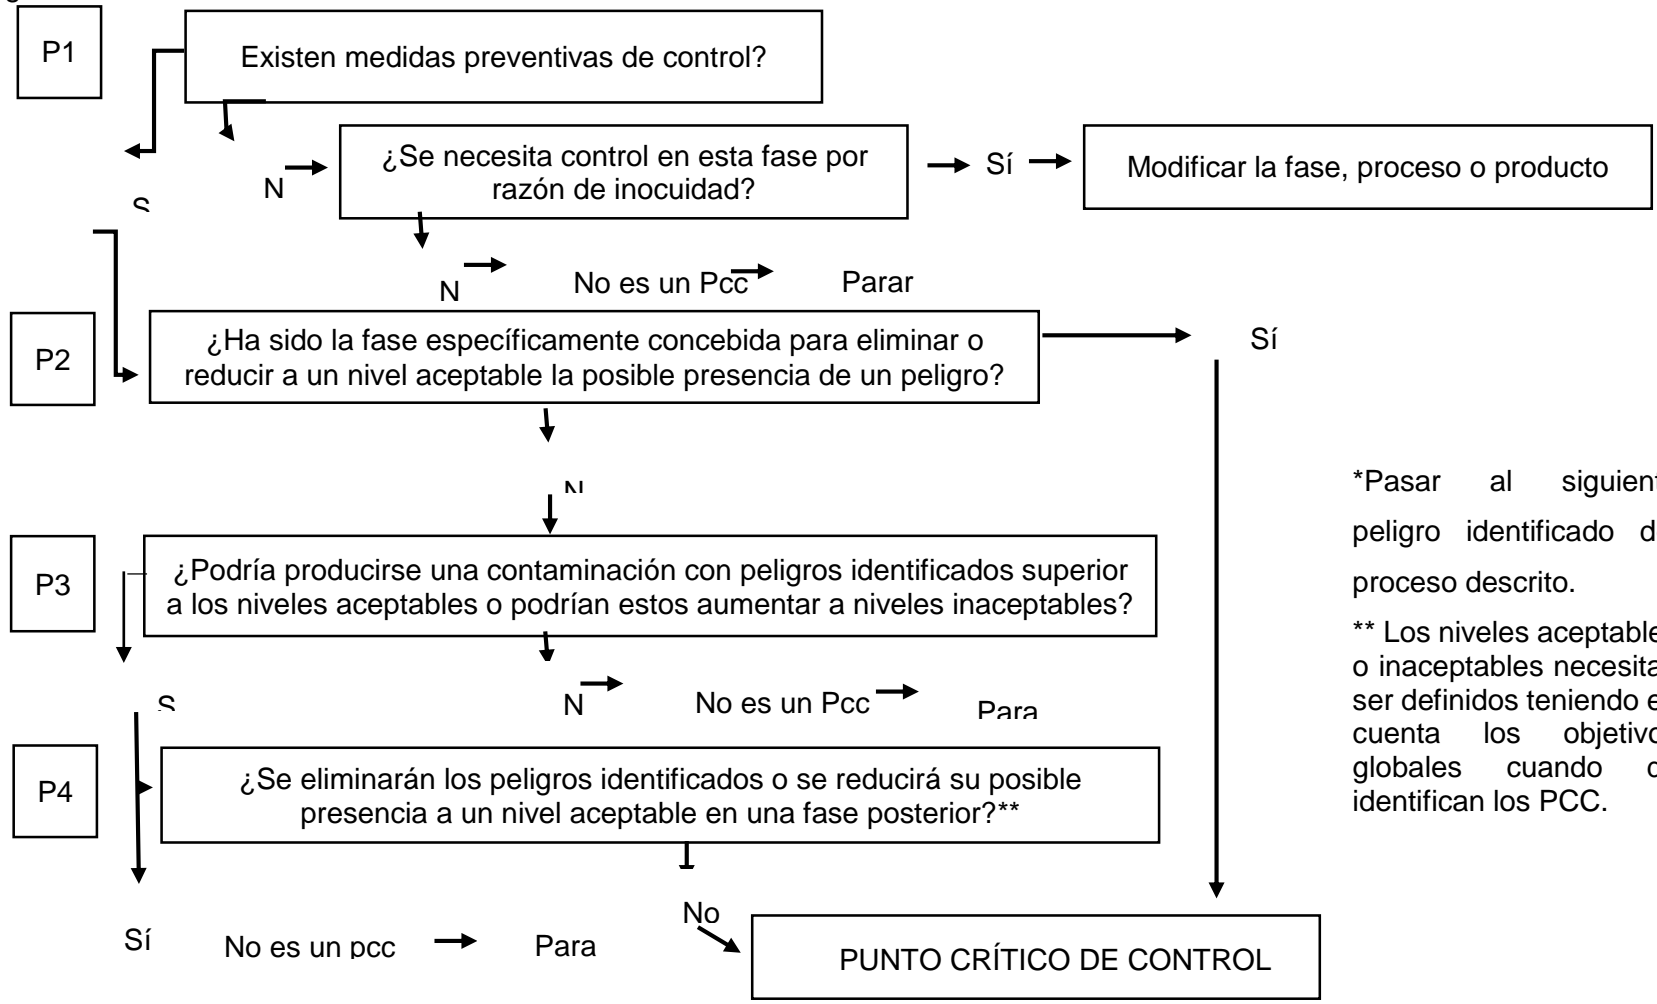 P1
Existen medidas preventivas de control?
¿Se necesita control en esta fase por
razón de inocuidad?
Sí
Modificar la fase, proceso o producto
N
S
N
No es un Pcc
Parar
P2
¿Ha sido la fase específicamente concebida para eliminar o
reducir a un nivel aceptable la posible presencia de un peligro?
Sí
N
*Pasar al siguient
peligro identificado d
proceso descrito.
** Los niveles aceptable
o inaceptables necesita
ser definidos teniendo e
cuenta los objetivo
globales cuando
identifican los PCC.
P3
¿Podría producirse una contaminación con peligros identificados superior
a los niveles aceptables o podrían estos aumentar a niveles inaceptables?
S
N
No es un Pcc
Para
P4
¿Se eliminarán los peligros identificados o se reducirá su posible
presencia a un nivel aceptable en una fase posterior?**
Sí
No es un pcc
Para
No
PUNTO CRÍTICO DE CONTROL